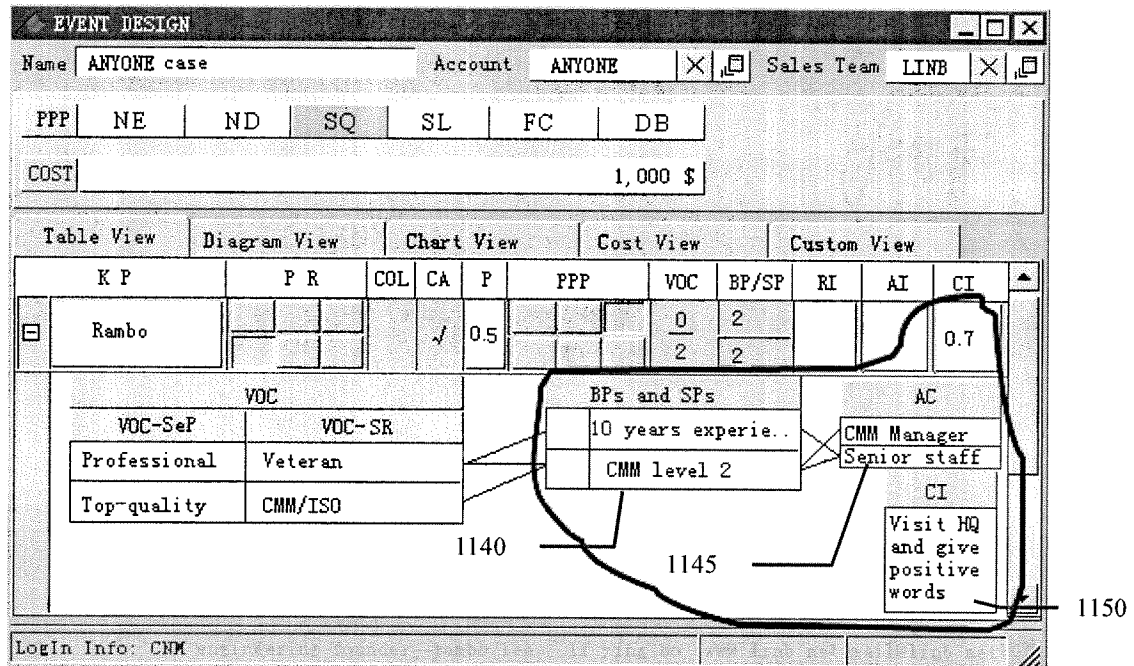 EVENT DESIGN
Name ANYONE case Account ANYONE Sales Team LINB
PPP NE ND SQ SL FC DB
COST 1,000 $
Table View Diagram View Chart View Cost View Custom View
K P P R COL CA P PPP VOC BP/SP RI AI CI
Rambo √ 0.5 0 2 2 2 0.7
VOC BPs and SPs AC
VOC-SeP VOC-SR 10 years experie.. CMM Manager
Professional Veteran CMM level 2 Senior staff
Top-quality CMM/ISO CI
Visit HQ
and give
positive
words
1140 1145 1150
LogIn Info: CNM